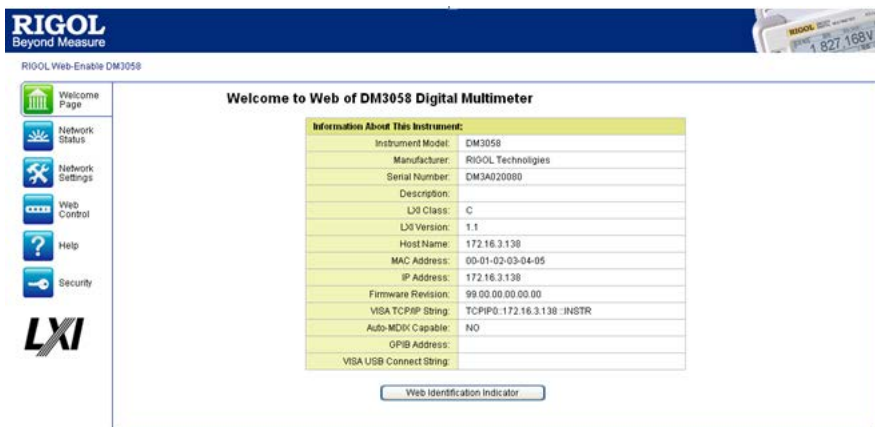 RIGOL
Beyond Measure
RIGOL
1.827,168V
RIGOL Web-Enable DM3058
Welcome Page
Network Status
Network Settings
Web Control
Help
Security
LXI
Welcome to Web of DM3058 Digital Multimeter
Information About This Instrument:
Instrument Model: DM3058
Manufacturer: RIGOL Technoligies
Serial Number: DM3A020080
Description:
LXI Class: C
LXI Version: 1.1
Host Name: 172.16.3.138
MAC Address: 00-01-02-03-04-05
IP Address: 172.16.3.138
Firmware Revision: 99.00.00.00.00.00
VISA TCP/IP String: TCPIP0::172.16.3.138 ::INSTR
Auto-MDIX Capable: NO
GPIB Address:
VISA USB Connect String:
Web Identification Indicator